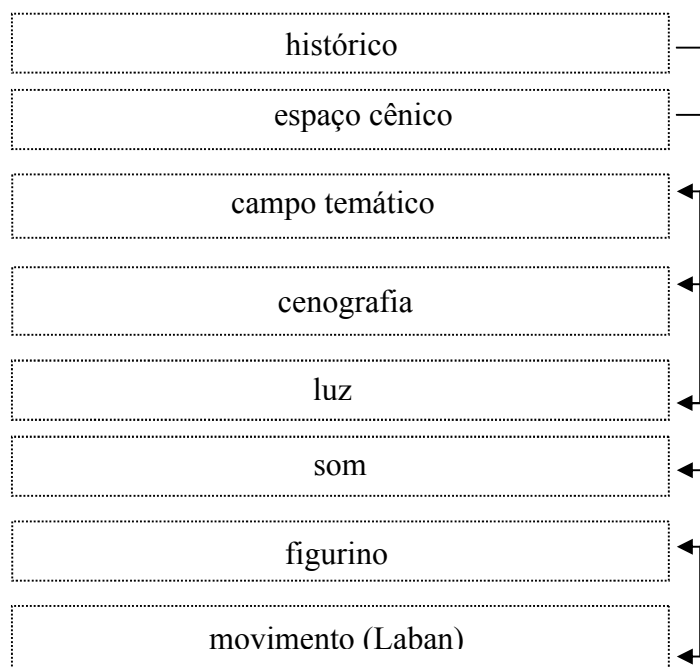 histórico
espaço cênico
campo temático
cenografia
luz
som
figurino
movimento (Laban)